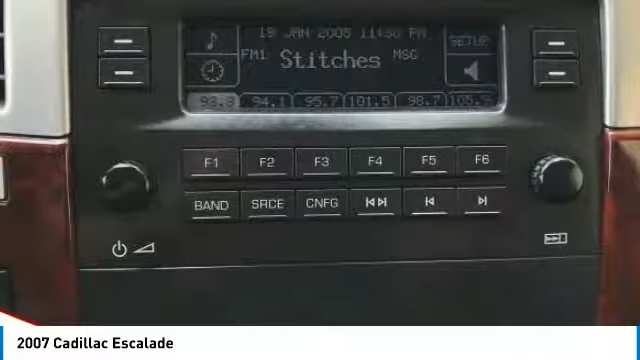 19 JAN 2005 11:50 PM
SETUP
FM1 Stitches MSG
93.3 94.1 95.7 101.5 98.7 105.
F1 F2 F3 F4 F5 F6
BAND SRCE CNFG
2007 Cadillac Escalade